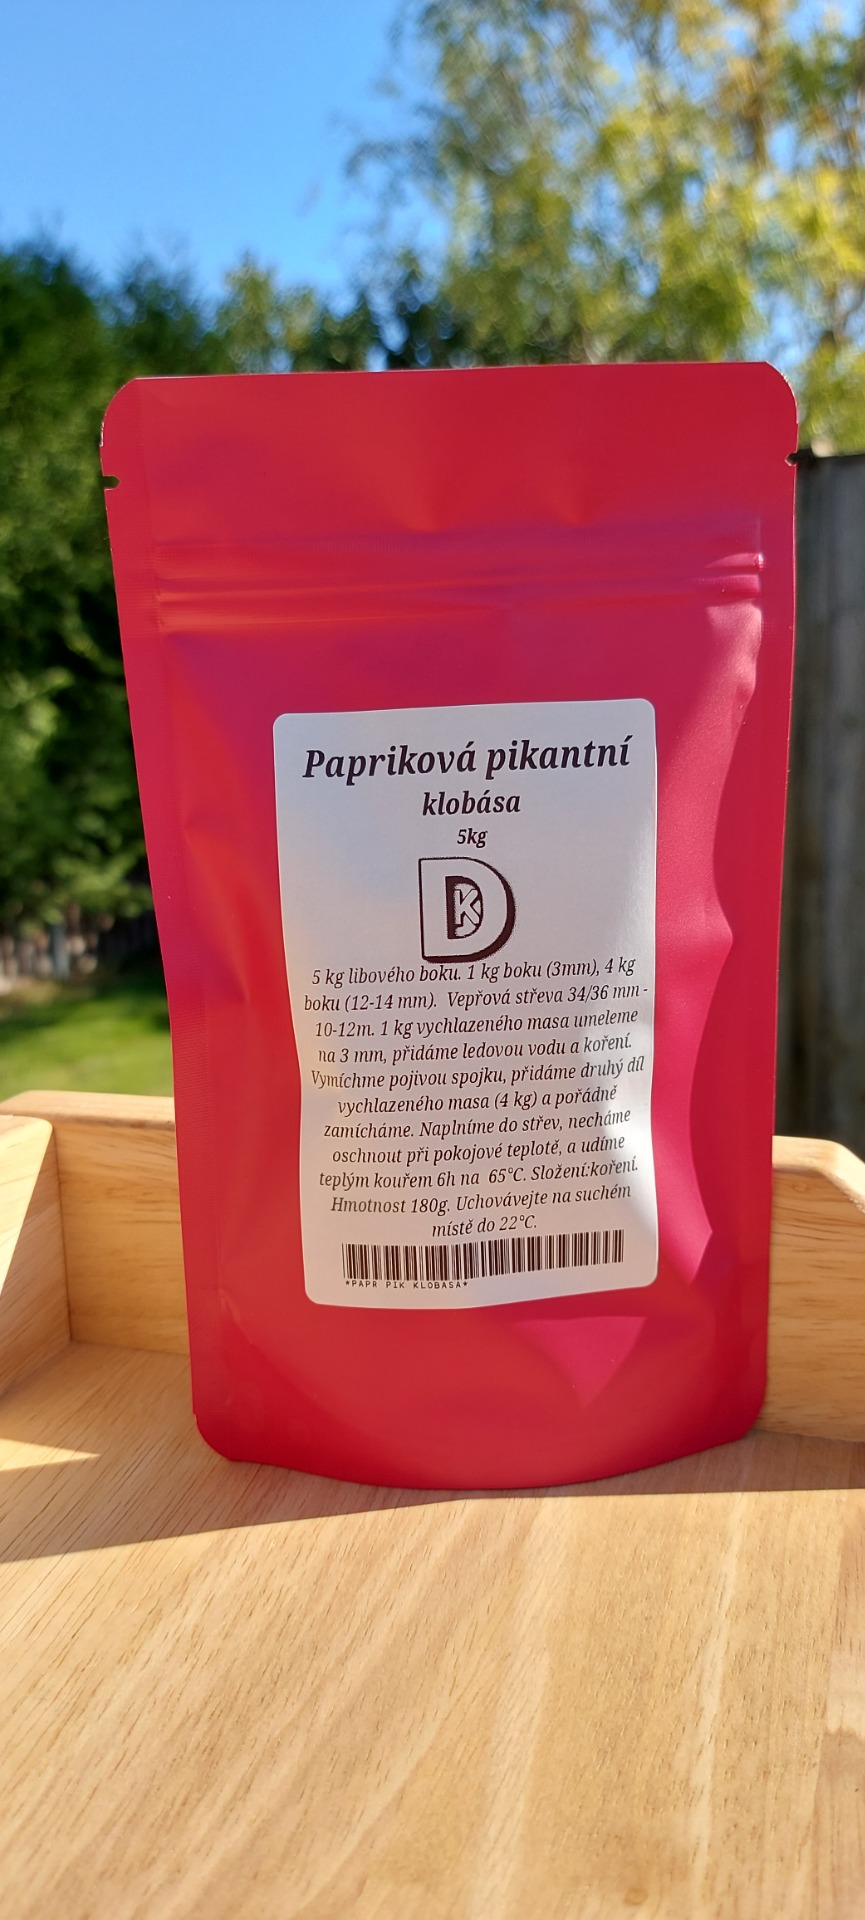 Papriková pikantní
klobása
5kg
DK
5 kg libového boku. 1 kg boku (3mm), 4 kg
boku (12-14 mm).  Vepřová střeva 34/36 mm -
10-12m. 1 kg vychlazeného masa umeleme
na 3 mm, přidáme ledovou vodu a koření.
Vymíchme pojivou spojku, přidáme druhý díl
vychlazeného masa (4 kg) a pořádně
zamícháme. Naplníme do střev, necháme
oschnout při pokojové teplotě, a udíme
teplým kouřem 6h na  65°C. Složení:koření.
Hmotnost 180g. Uchovávejte na suchém
místě do 22°C.
*PAPR PIK KLOBASA*